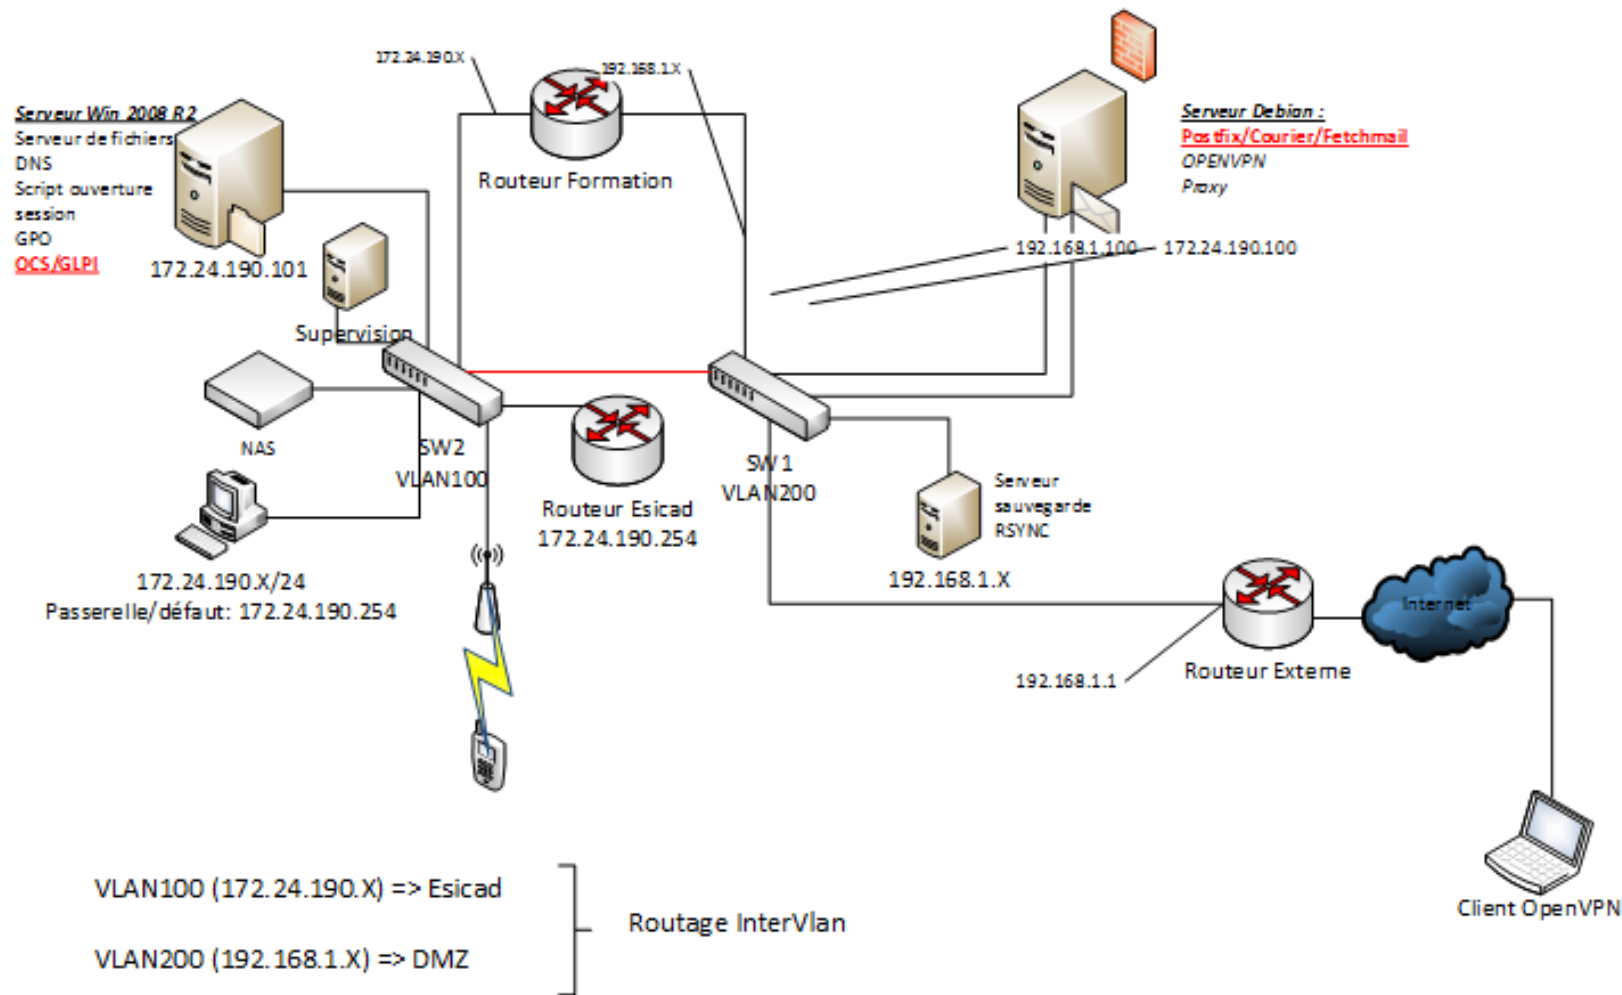 172.24.190.X
192.168.1.X
Serveur Win 2008 R2
Serveur de fichiers
DNS
Script ouverture
session
GPO
OCS/GLPI
172.24.190.101
Supervision
Routeur Formation
Serveur Debian :
Postfix/Courier/Fetchmail
OPENVPN
Proxy
192.168.1.100
172.24.190.100
NAS
SW2
VLAN100
Routeur Esicad
172.24.190.254
SW1
VLAN200
Serveur
sauvegarde
RSYNC
192.168.1.X
172.24.190.X/24
Passerelle/défaut: 172.24.190.254
Internet
192.168.1.1
Routeur Externe
Client OpenVPN
VLAN100 (172.24.190.X) => Esicad
Routage InterVlan
VLAN200 (192.168.1.X) => DMZ